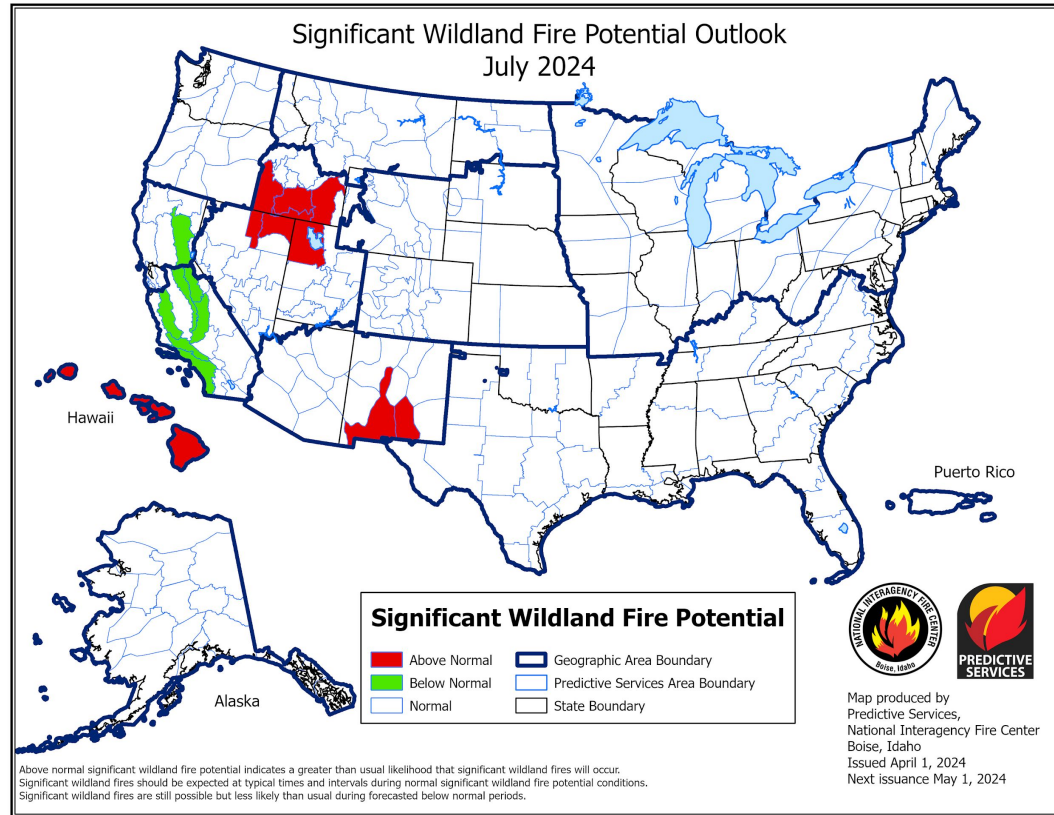 Significant Wildland Fire Potential Outlook
July 2024
Hawaii
Puerto Rico
Alaska
Significant Wildland Fire Potential
Above Normal
Geographic Area Boundary
Below Normal
Predictive Services Area Boundary
Normal
State Boundary
NATIONAL INTERAGENCY FIRE CENTER
Boise, Idaho
PREDICTIVE
SERVICES
Map produced by
Predictive Services,
National Interagency Fire Center
Boise, Idaho
Issued April 1, 2024
Next issuance May 1, 2024
Above normal significant wildland fire potential indicates a greater than usual likelihood that significant wildland fires will occur.
Significant wildland fires should be expected at typical times and intervals during normal significant wildland fire potential conditions.
Significant wildland fires are still possible but less likely than usual during forecasted below normal periods.